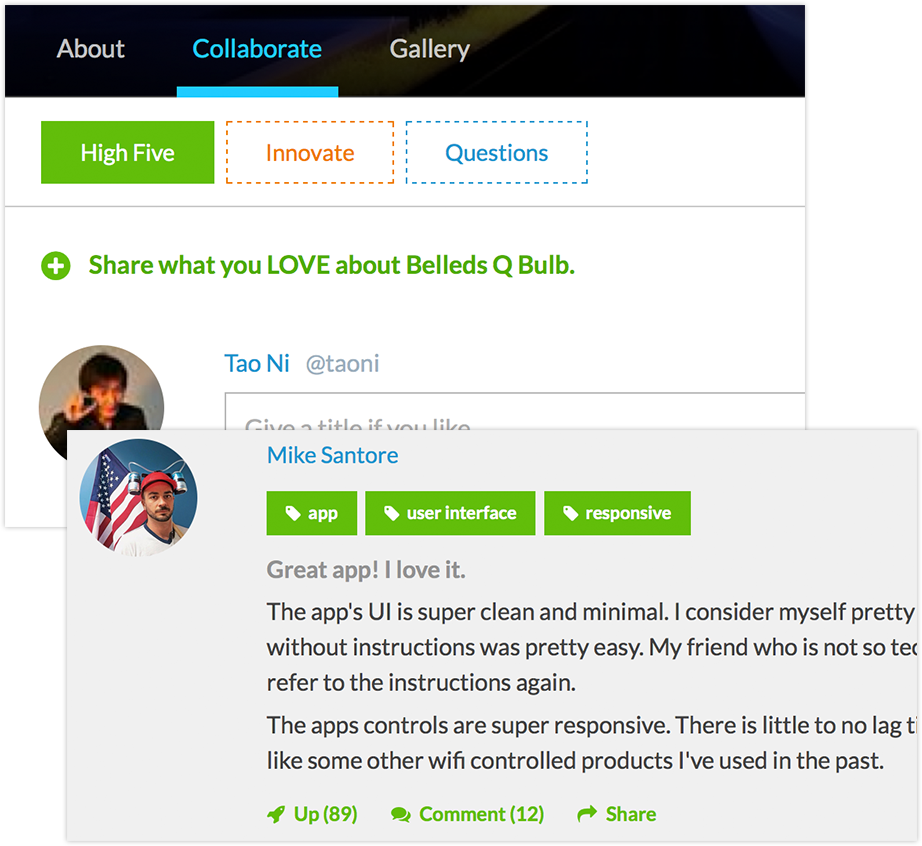 About Collaborate Gallery
High Five Innovate Questions
Share what you LOVE about Belleds Q Bulb.
Tao Ni @taoni
Give a title if you like
Mike Santore
app user interface responsive
Great app! I love it.
The app's UI is super clean and minimal. I consider myself pretty
without instructions was pretty easy. My friend who is not so
refer to the instructions again.
The apps controls are super responsive. There is little to no lag
like some other wifi controlled products I've used in the past.
Up (89) Comment (12) Share